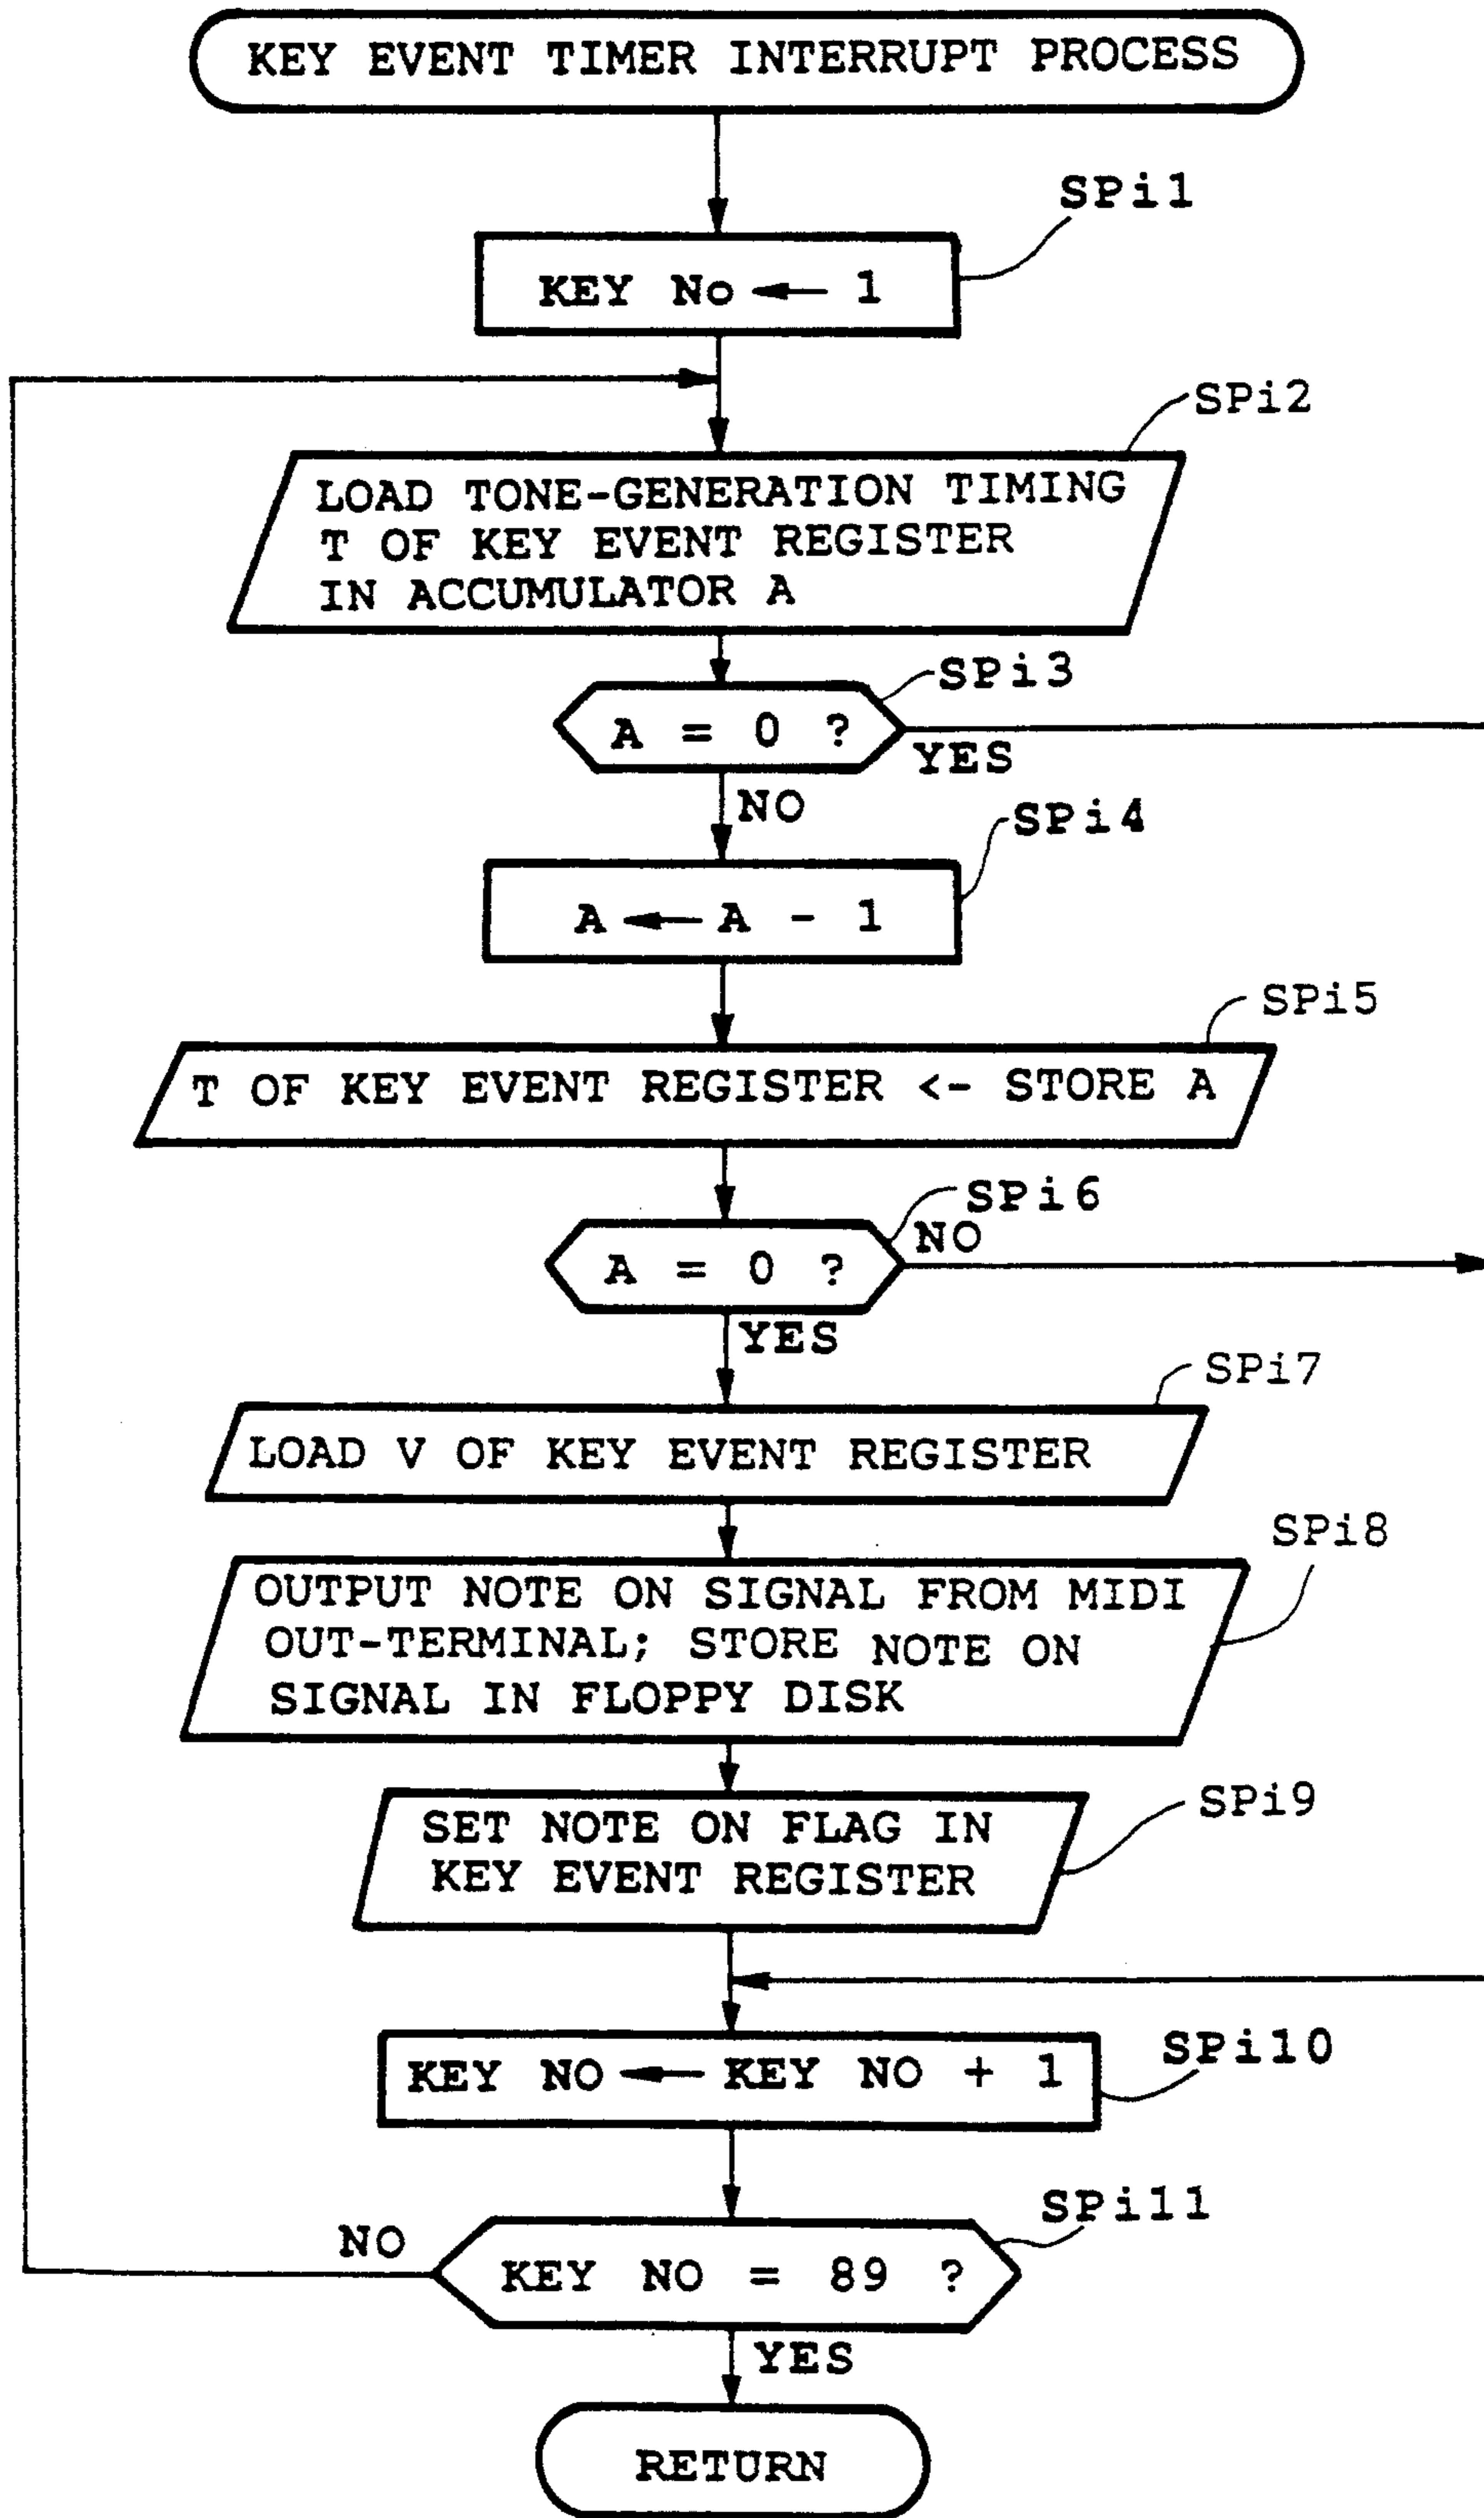 KEY EVENT TIMER INTERRUPT PROCESS
SPi1
KEY No ← 1
SPi2
LOAD TONE-GENERATION TIMING
T OF KEY EVENT REGISTER
IN ACCUMULATOR A
SPi3
A = 0 ?
YES
NO
SPi4
A ← A - 1
SPi5
T OF KEY EVENT REGISTER <- STORE A
SPi6
NO
A = 0 ?
YES
SPi7
LOAD V OF KEY EVENT REGISTER
SPi8
OUTPUT NOTE ON SIGNAL FROM MIDI
OUT-TERMINAL; STORE NOTE ON
SIGNAL IN FLOPPY DISK
SPi9
SET NOTE ON FLAG IN
KEY EVENT REGISTER
SPi10
KEY NO ← KEY NO + 1
SPi11
NO
KEY NO = 89 ?
YES
RETURN